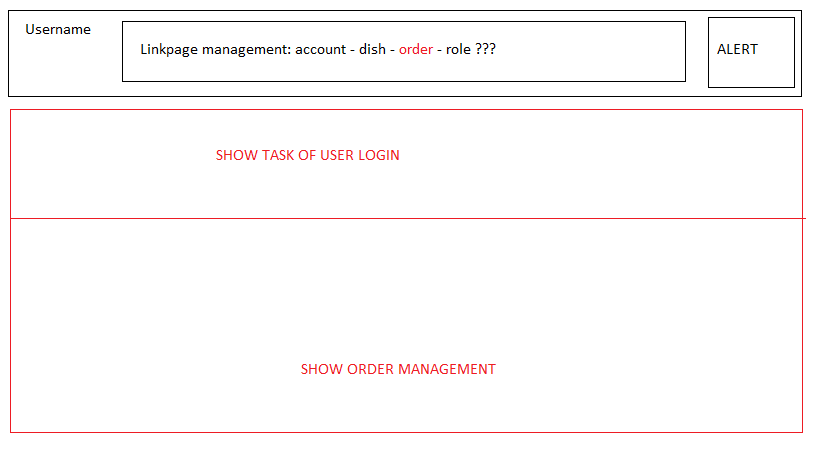 Username
Linkpage management: account - dish - order - role ???
ALERT
SHOW TASK OF USER LOGIN
SHOW ORDER MANAGEMENT